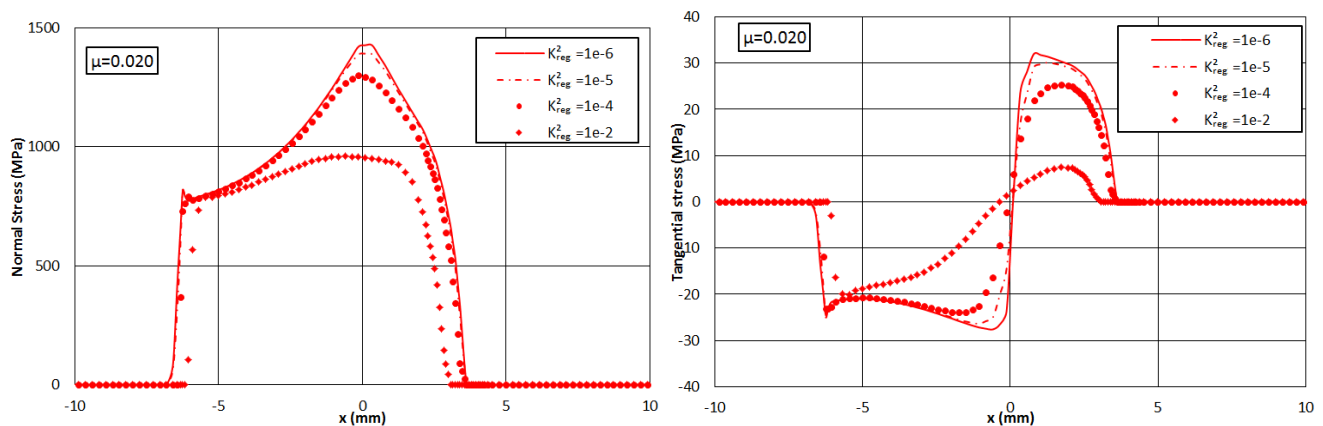 μ=0.020
K²reg =1e-6
K²reg =1e-5
K²reg =1e-4
K²reg =1e-2
Normal Stress (MPa)
1500
1000
500
0
-10
-5
0
5
10
x (mm)
μ=0.020
K²reg =1e-6
K²reg =1e-5
K²reg =1e-4
K²reg =1e-2
Tangential stress (MPa)
40
30
20
10
0
-10
-20
-30
-40
-10
-5
0
5
10
x (mm)